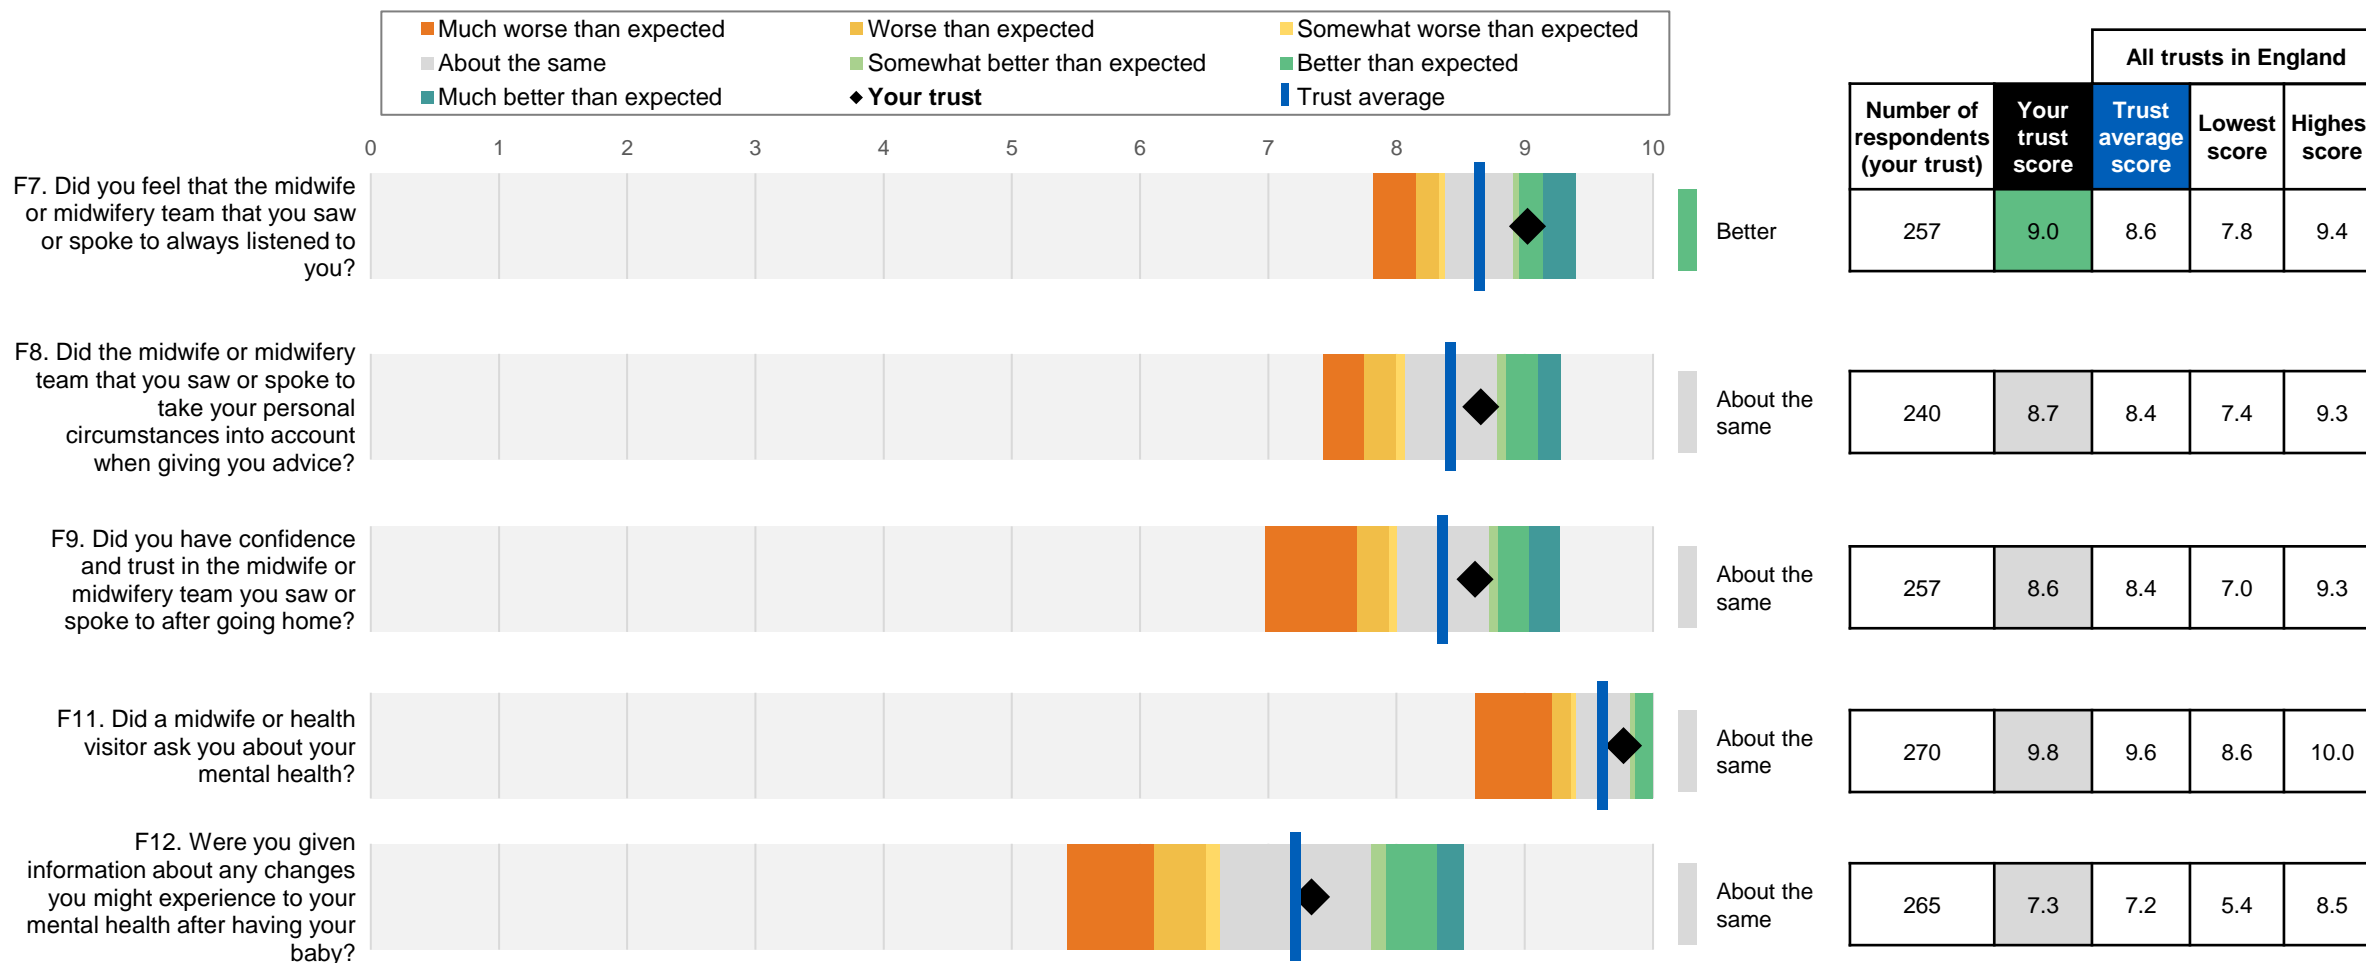 Much worse than expected
Worse than expected
Somewhat worse than expected
About the same
Somewhat better than expected
Better than expected
Much better than expected
Your trust
Trust average
All trusts in England
Number of respondents (your trust)
Your trust score
Trust average score
Lowest score
Highes score
0 1 2 3 4 5 6 7 8 9 10
F7. Did you feel that the midwife
or midwifery team that you saw
or spoke to always listened to
you?
Better
257 9.0 8.6 7.8 9.4
F8. Did the midwife or midwifery
team that you saw or spoke to
take your personal
circumstances into account
when giving you advice?
About the
same
240 8.7 8.4 7.4 9.3
F9. Did you have confidence
and trust in the midwife or
midwifery team you saw or
spoke to after going home?
About the
same
257 8.6 8.4 7.0 9.3
F11. Did a midwife or health
visitor ask you about your
mental health?
About the
same
270 9.8 9.6 8.6 10.0
F12. Were you given
information about any changes
you might experience to your
mental health after having your
baby?
About the
same
265 7.3 7.2 5.4 8.5